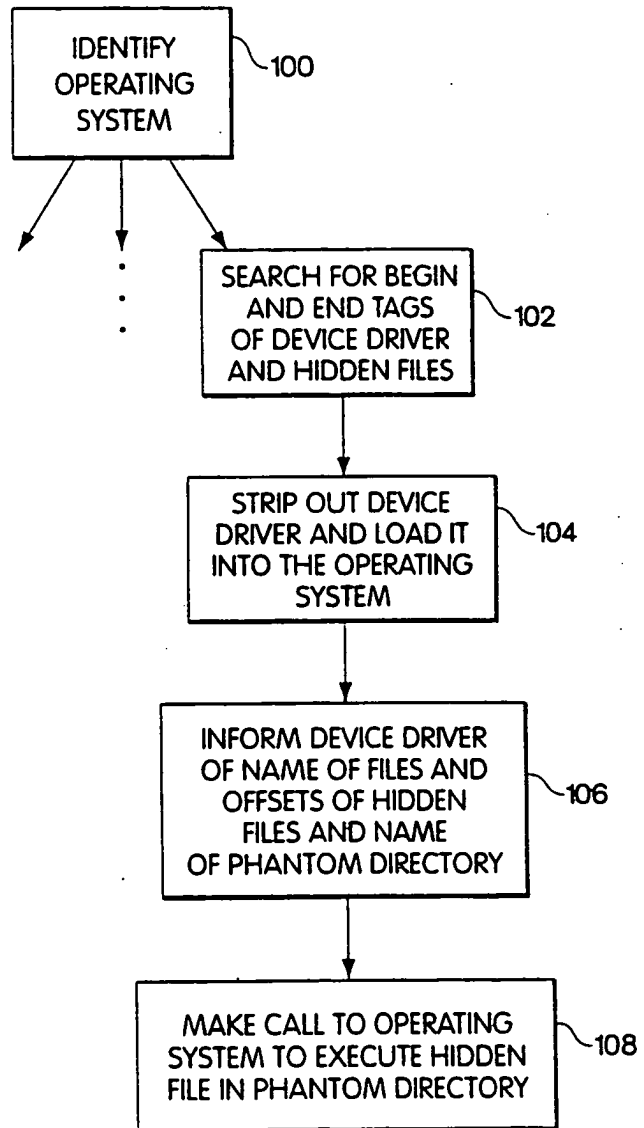 IDENTIFY
OPERATING
SYSTEM
100
SEARCH FOR BEGIN
AND END TAGS
OF DEVICE DRIVER
AND HIDDEN FILES
102
STRIP OUT DEVICE
DRIVER AND LOAD IT
INTO THE OPERATING
SYSTEM
104
INFORM DEVICE DRIVER
OF NAME OF FILES AND
OFFSETS OF HIDDEN
FILES AND NAME
OF PHANTOM DIRECTORY
106
MAKE CALL TO OPERATING
SYSTEM TO EXECUTE HIDDEN
FILE IN PHANTOM DIRECTORY
108